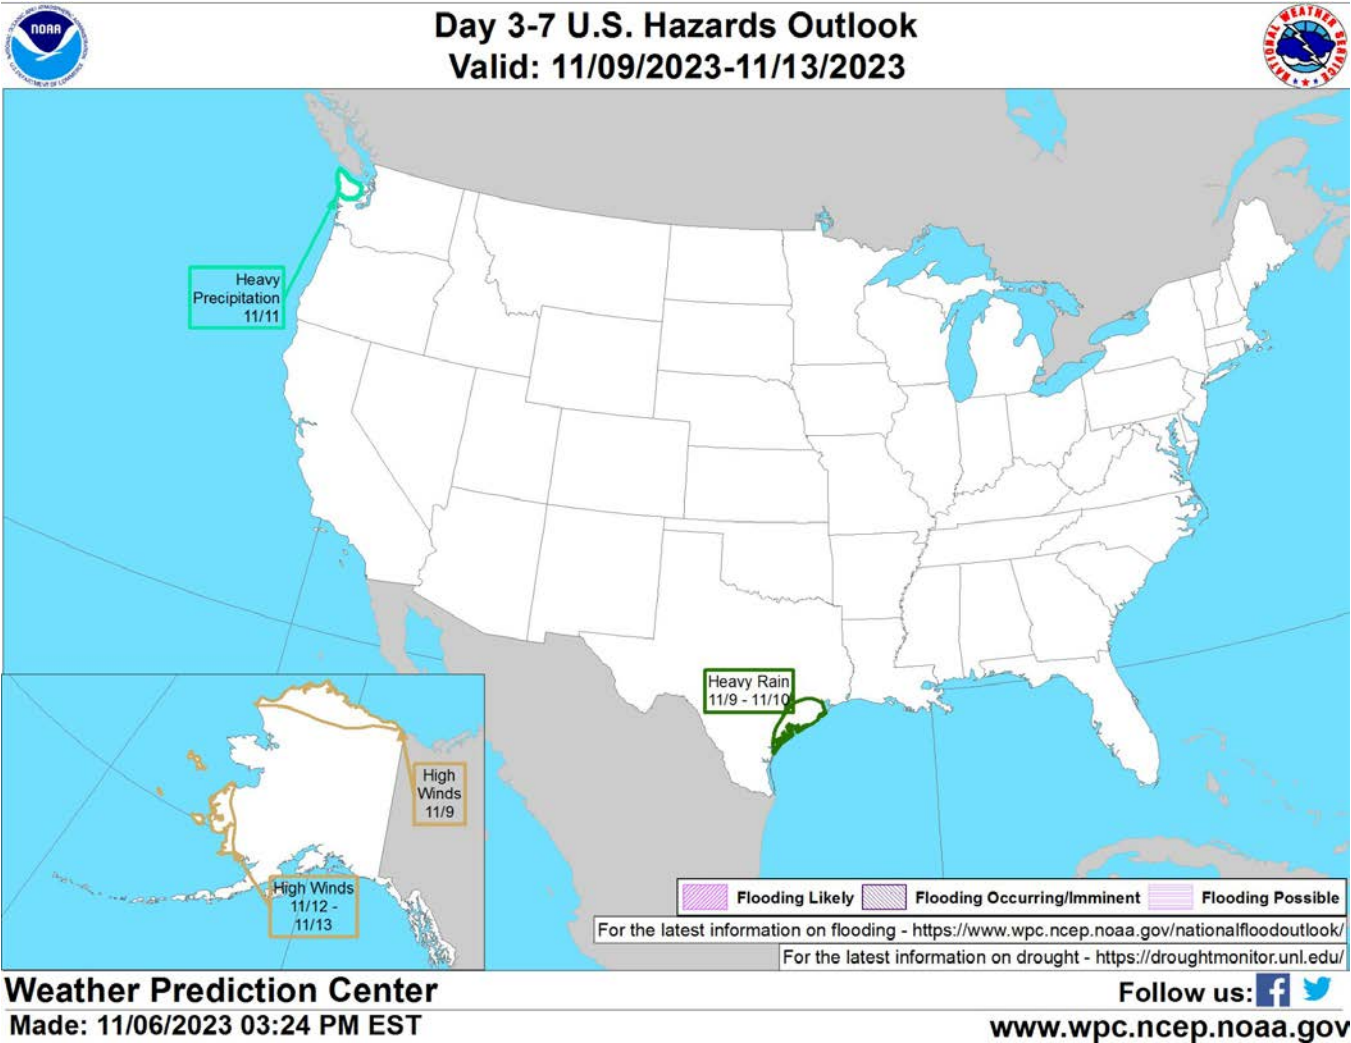 Day 3-7 U.S. Hazards Outlook
Valid: 11/09/2023-11/13/2023
NOAA
NATIONAL WEATHER SERVICE
Heavy
Precipitation
11/11
Heavy Rain
11/9 - 11/10
High
Winds
11/9
High Winds
11/12 -
11/13
Flooding Likely
Flooding Occurring/Imminent
Flooding Possible
For the latest information on flooding - https://www.wpc.ncep.noaa.gov/nationalfloodoutlook/
For the latest information on drought - https://droughtmonitor.unl.edu/
Weather Prediction Center
Made: 11/06/2023 03:24 PM EST
Follow us:
www.wpc.ncep.noaa.gov